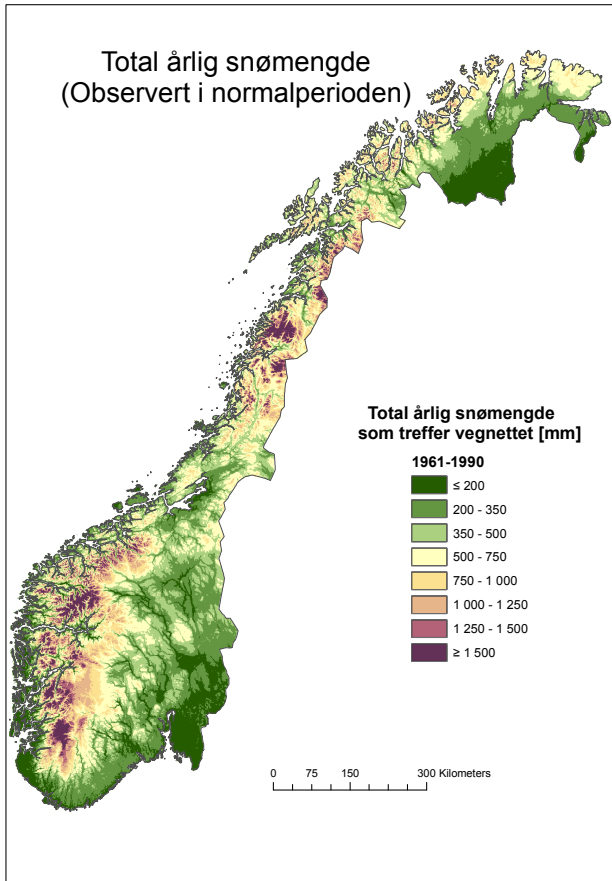 Total årlig snømengde
(Observert i normalperioden)
Total årlig snømengde
som treffer vegnettet [mm]
1961-1990
≤ 200
200 - 350
350 - 500
500 - 750
750 - 1 000
1 000 - 1 250
1 250 - 1 500
≥ 1 500
0 75 150 300 Kilometers